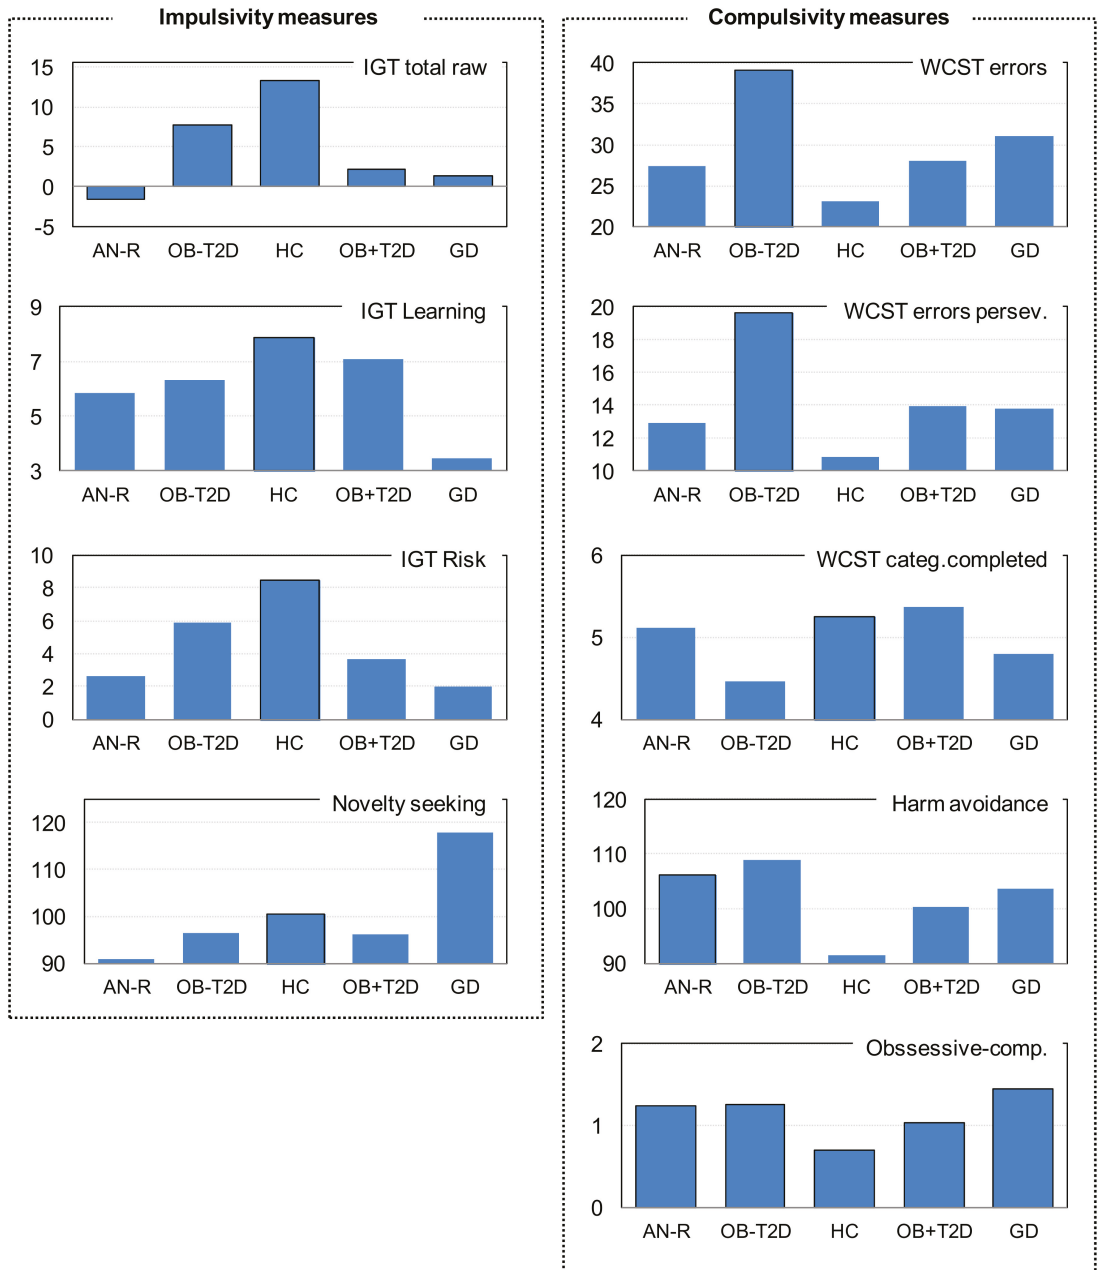 Impulsivity measures
IGT total raw
15
10
5
0
-5
AN-R OB-T2D HC OB+T2D GD
IGT Learning
9
7
5
3
AN-R OB-T2D HC OB+T2D GD
IGT Risk
10
8
6
4
2
0
AN-R OB-T2D HC OB+T2D GD
Novelty seeking
120
110
100
90
AN-R OB-T2D HC OB+T2D GD
Compulsivity measures
WCST errors
40
35
30
25
20
AN-R OB-T2D HC OB+T2D GD
WCST errors persev.
20
18
16
14
12
10
AN-R OB-T2D HC OB+T2D GD
WCST categ.completed
6
5
4
AN-R OB-T2D HC OB+T2D GD
Harm avoidance
120
110
100
90
AN-R OB-T2D HC OB+T2D GD
Obssessive-comp.
2
1
0
AN-R OB-T2D HC OB+T2D GD